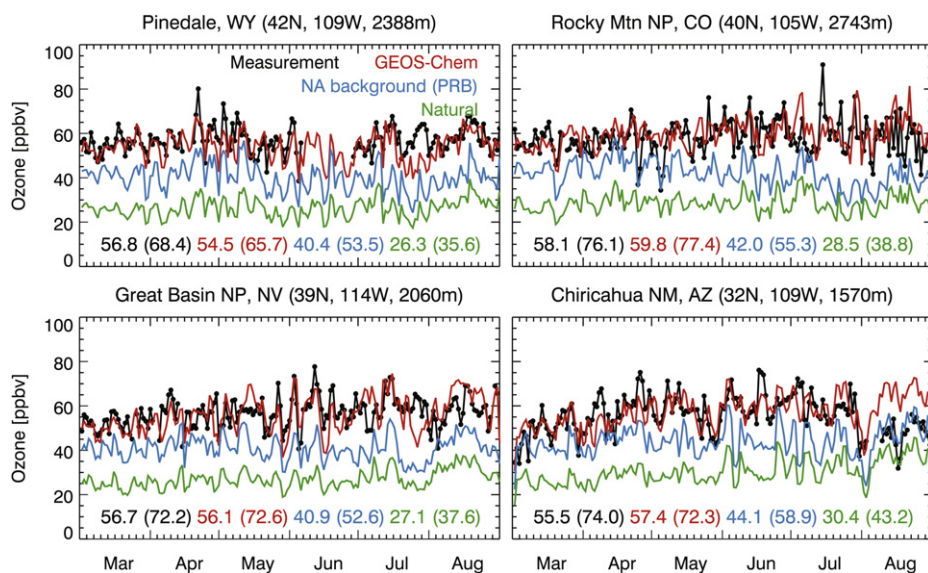 Pinedale, WY (42N, 109W, 2388m)
Rocky Mtn NP, CO (40N, 105W, 2743m)
Measurement GEOS-Chem
NA background (PRB)
Natural
Ozone [ppbv]
100
80
60
40
20
0
56.8 (68.4) 54.5 (65.7) 40.4 (53.5) 26.3 (35.6)
58.1 (76.1) 59.8 (77.4) 42.0 (55.3) 28.5 (38.8)
Great Basin NP, NV (39N, 114W, 2060m)
Chiricahua NM, AZ (32N, 109W, 1570m)
Ozone [ppbv]
100
80
60
40
20
0
56.7 (72.2) 56.1 (72.6) 40.9 (52.6) 27.1 (37.6)
55.5 (74.0) 57.4 (72.3) 44.1 (58.9) 30.4 (43.2)
Mar Apr May Jun Jul Aug
Mar Apr May Jun Jul Aug